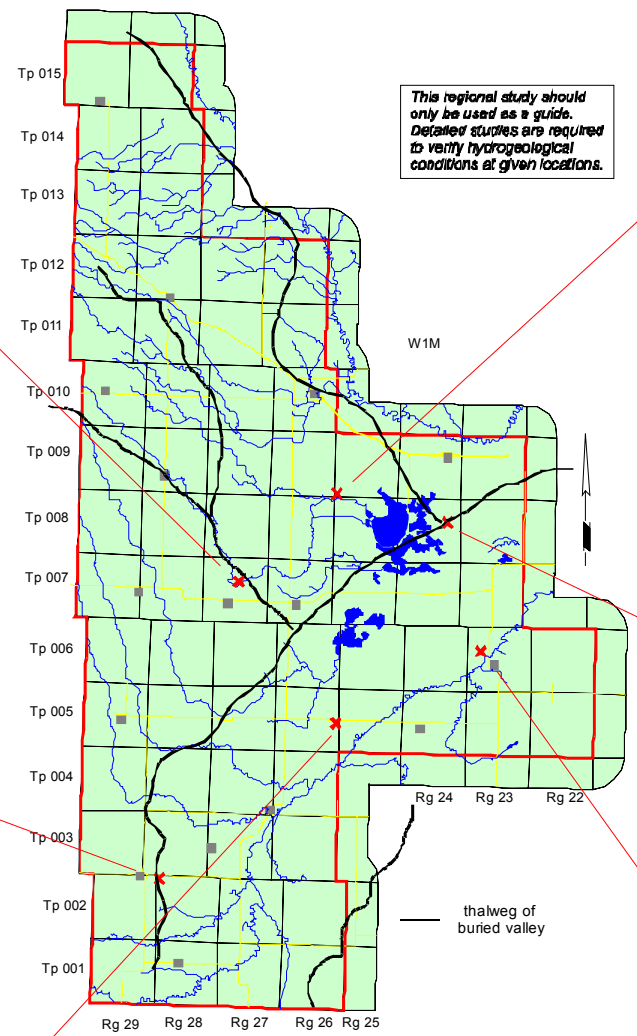 Tp 015
This regional study should
only be used as a guide.
Detailed studies are required
to verify hydrogeological
conditions at given locations.
Tp 014
Tp 013
Tp 012
Tp 011
W1M
Tp 010
Tp 009
Tp 008
Tp 007
Tp 006
Tp 005
Tp 004
Rg 24
Rg 23
Rg 22
Tp 003
Tp 002
thalweg of
buried valley
Tp 001
Rg 29
Rg 28
Rg 27
Rg 26
Rg 25